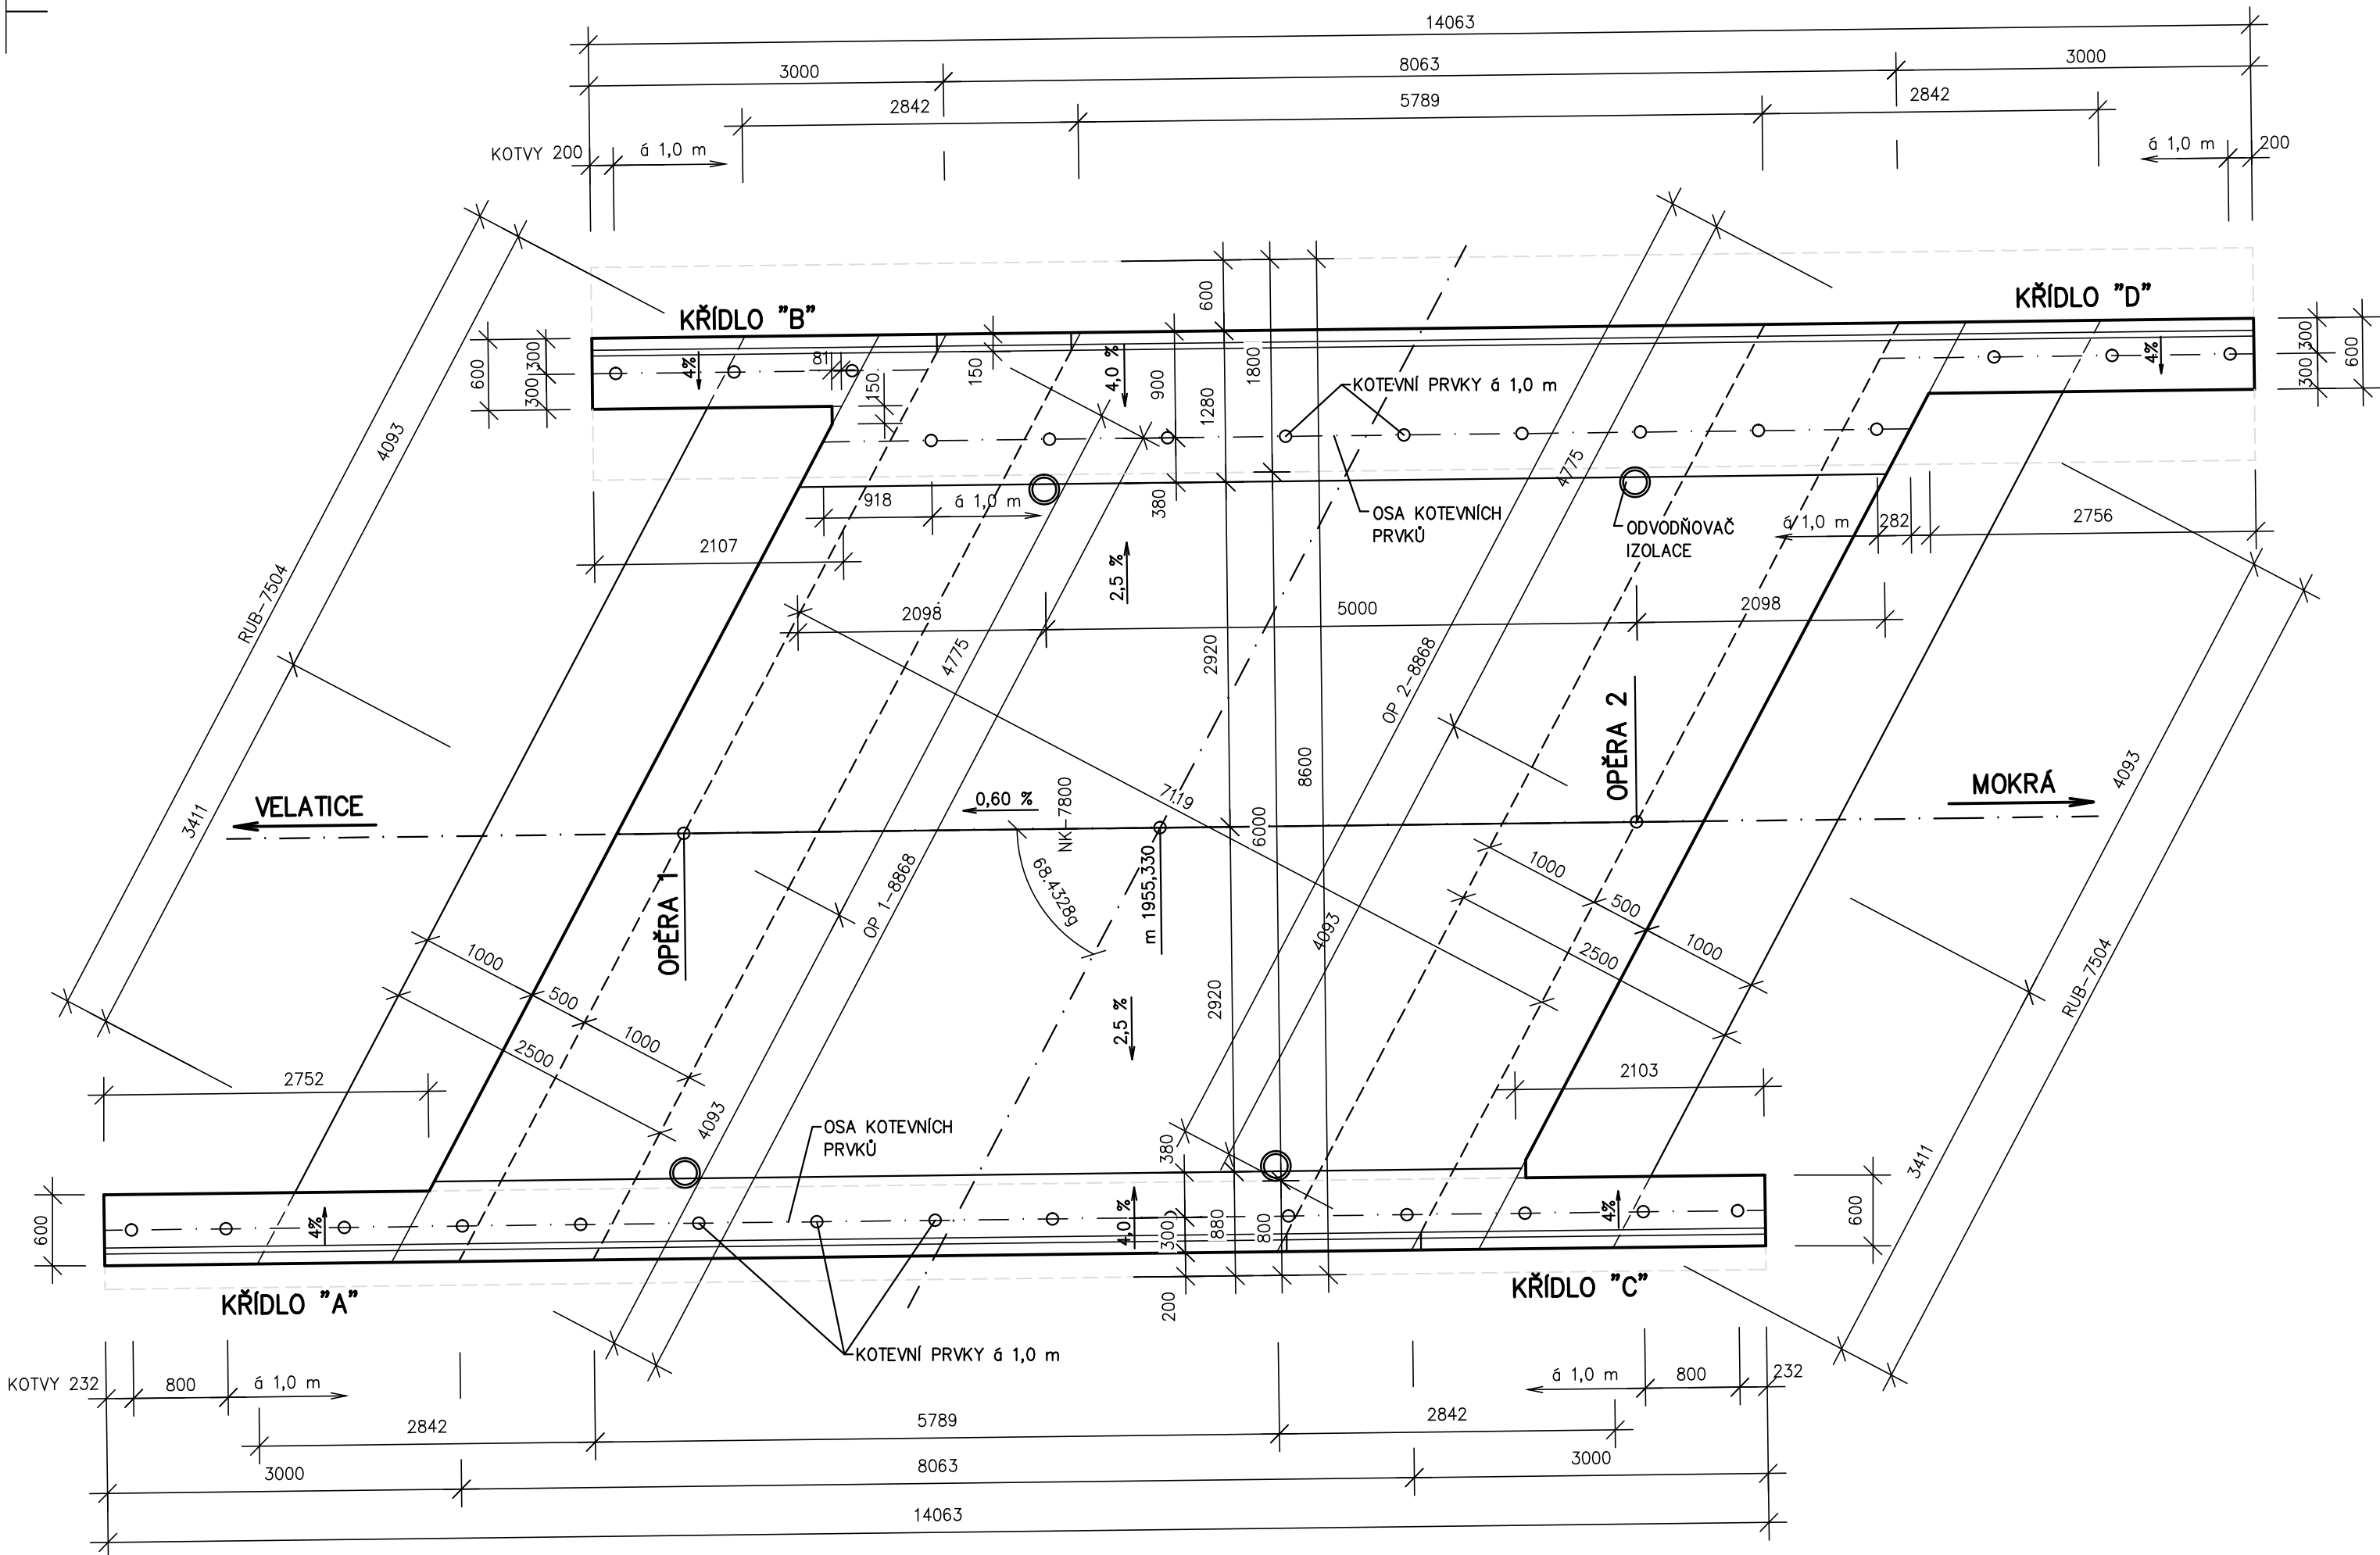 14063
3000
8063
3000
2842
5789
2842
KOTVY 200
á 1,0 m
á 1,0 m
200
KŘÍDLO "B"
KŘÍDLO "D"
600
300
300
4%
81
150
150
4,0 %
900
1280
600
1800
KOTEVNÍ PRVKY á 1,0 m
4%
300
300
600
RUB-7504
4093
3411
918
á 1,0 m
380
OSA KOTEVNÍCH
PRVKŮ
4775
ODVODŇOVAČ
IZOLACE
á 1,0 m
282
2756
2107
2,5 %
2098
5000
2098
4775
2920
OP 2-8868
8600
OPĚRA 2
VELATICE
0,60 %
NK-7800
7119
6000
MOKRÁ
4093
68.4328g
m 1955,330
OPĚRA 1
OP 1-8868
4093
1000
500
1000
2500
1000
500
1000
2500
2920
2,5 %
RUB-7504
3411
2752
4093
2103
OSA KOTEVNÍCH
PRVKŮ
380
600
4%
4,0 %
300
880
800
4%
600
200
KŘÍDLO "A"
KŘÍDLO "C"
KOTEVNÍ PRVKY á 1,0 m
KOTVY 232
800
á 1,0 m
á 1,0 m
800
232
2842
5789
2842
3000
8063
3000
14063